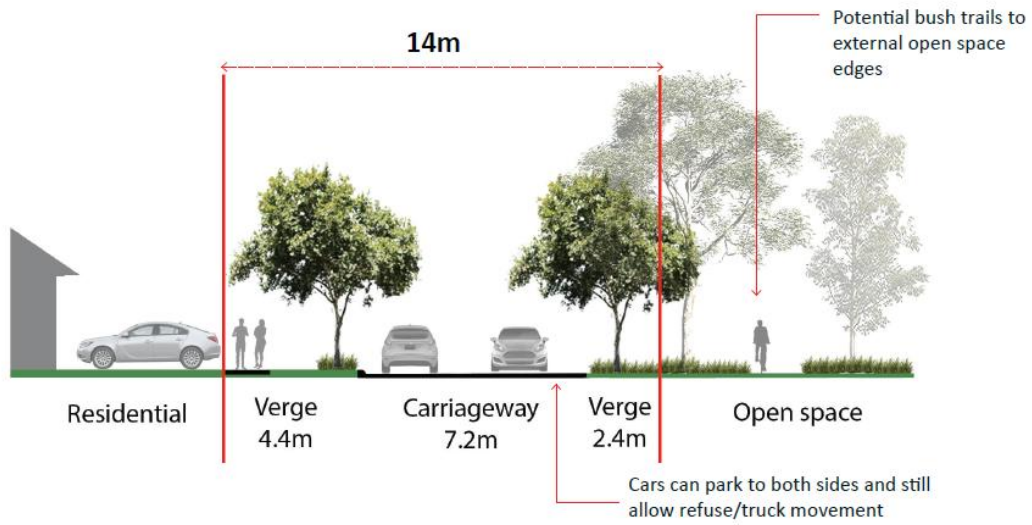 Potential bush trails to
external open space
edges
14m
Residential
Verge
4.4m
Carriageway
7.2m
Verge
2.4m
Open space
Cars can park to both sides and still
allow refuse/truck movement